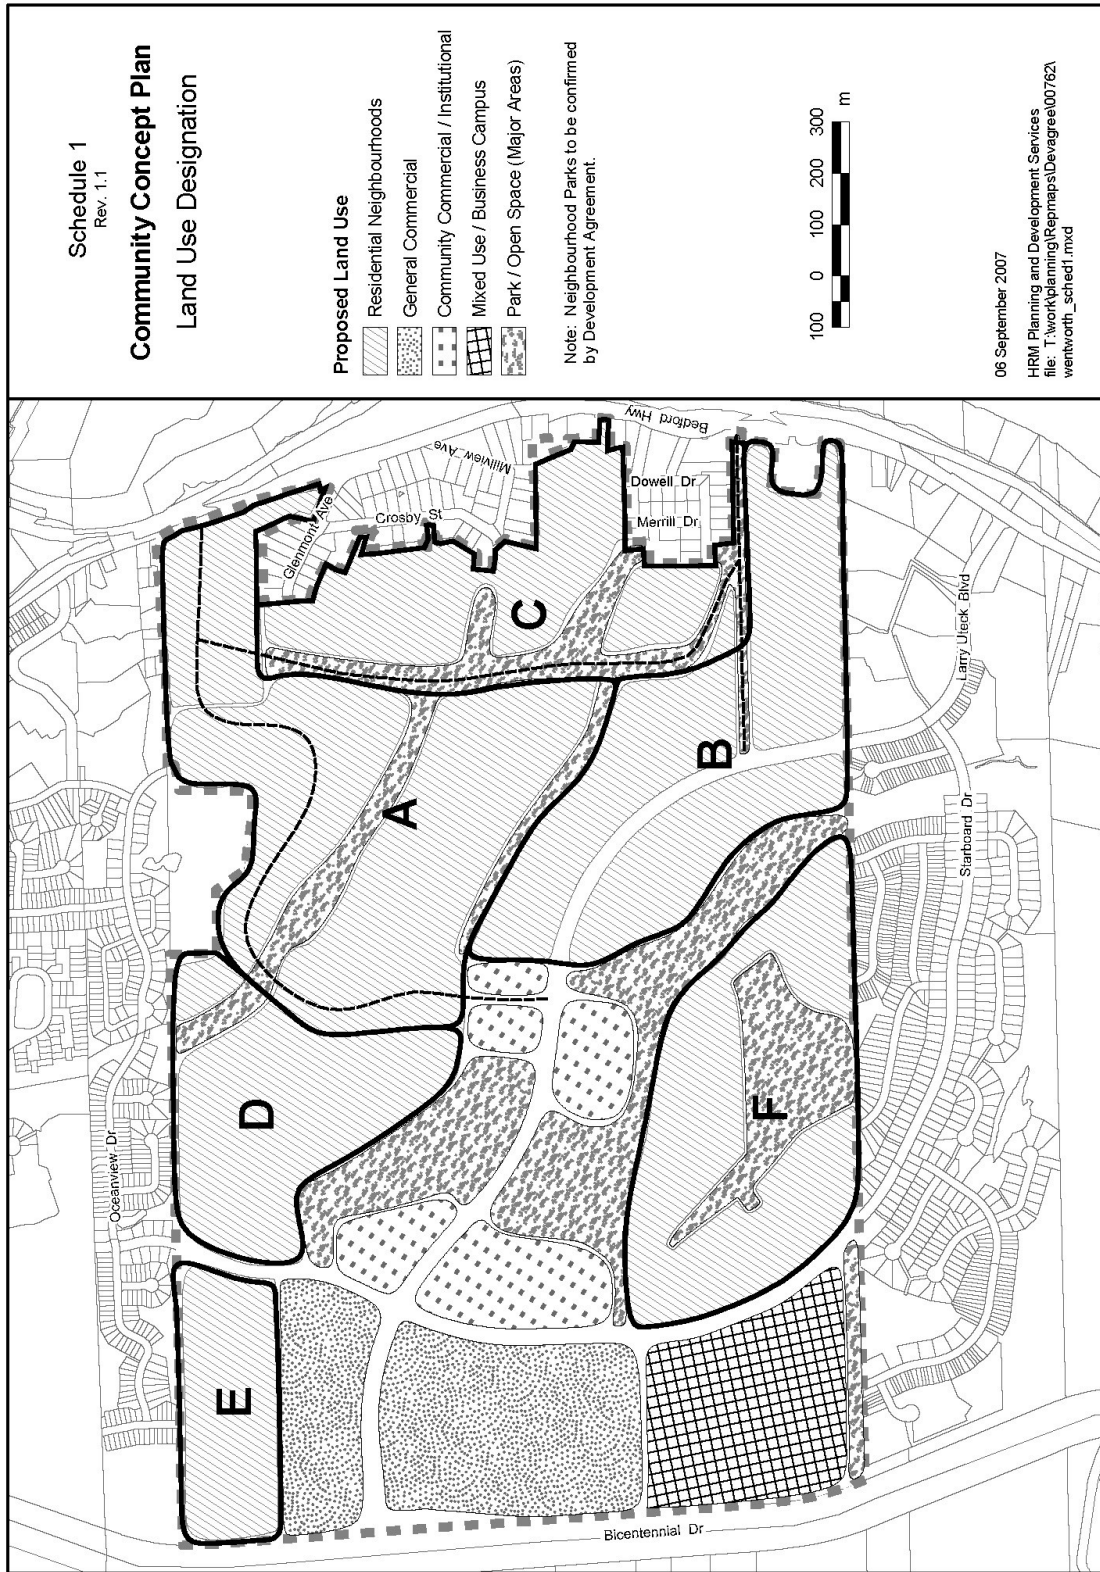 Schedule 1
Rev. 1.1
Community Concept Plan
Land Use Designation
Proposed Land Use
Residential Neighbourhoods
General Commercial
Community Commercial / Institutional
Mixed Use / Business Campus
Park / Open Space (Major Areas)
Note: Neighbourhood Parks to be confirmed
by Development Agreement.
100 0 100 200 300
m
06 September 2007
HRM Planning and Development Services
file: T:\work\planning\Repmaps\Devagree\00762\
wentworth_sched1.mxd
Bedford Hwy
Millview Ave
Glenmont Ave
Crosby St
Dowell Dr
Merrill Dr
Larry Uteck Blvd
Starboard Dr
Oceanview Dr
Bicentennial Dr
A
B
C
D
E
F